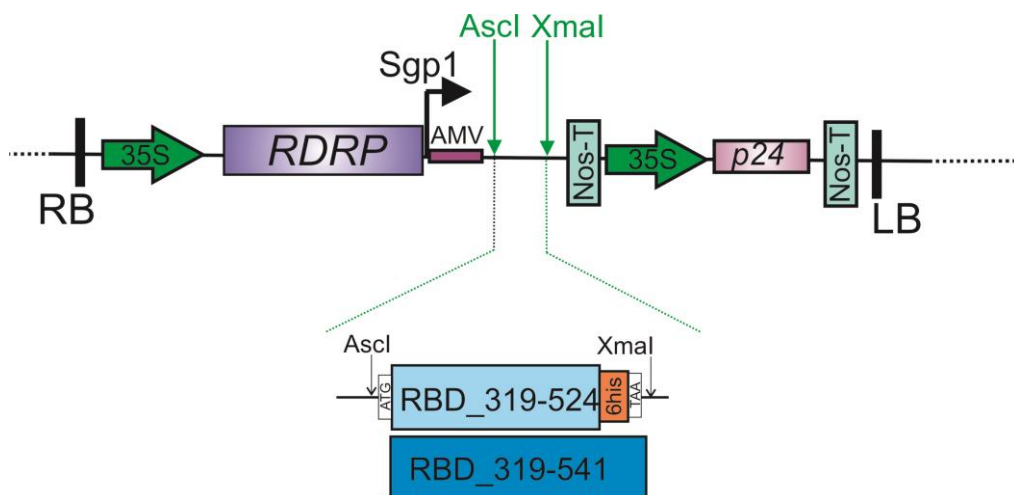 AscI XmaI
Sgp1
35S RDRP AMV Nos-T 35S p24 Nos-T
RB LB
AscI XmaI
ATG RBD_319-524 6his TAA
RBD_319-541